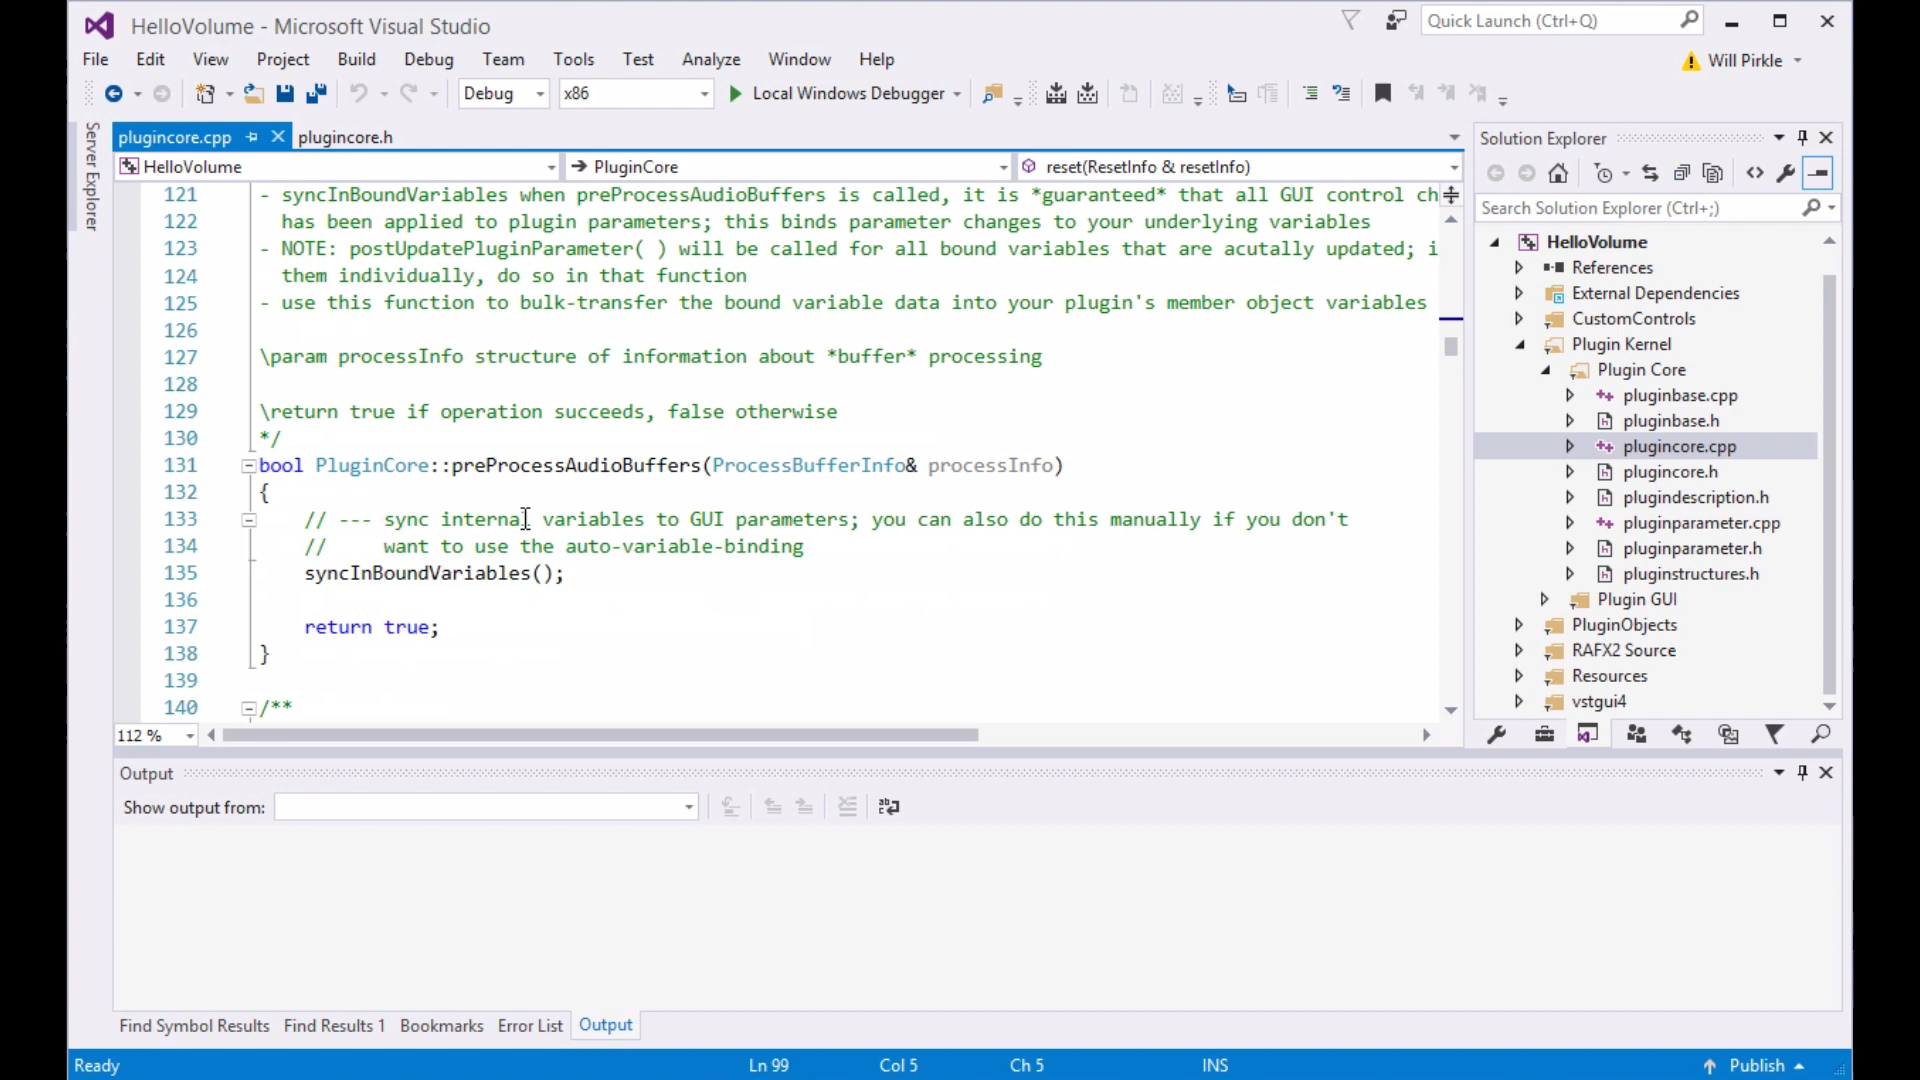 HelloVolume - Microsoft Visual Studio
Quick Launch (Ctrl+Q)
File Edit View Project Build Debug Team Tools Test Analyze Window Help
Will Pirkle
Debug x86 Local Windows Debugger
Server Explorer
plugincore.cpp plugincore.h
HelloVolume PluginCore reset(ResetInfo & resetInfo)
121 - syncInBoundVariables when preProcessAudioBuffers is called, it is *guaranteed* that all GUI control ch
122 has been applied to plugin parameters; this binds parameter changes to your underlying variables
123 - NOTE: postUpdatePluginParameter( ) will be called for all bound variables that are acutally updated; i
124 them individually, do so in that function
125 - use this function to bulk-transfer the bound variable data into your plugin's member object variables
126
127 \param processInfo structure of information about *buffer* processing
128
129 \return true if operation succeeds, false otherwise
130 */
131 bool PluginCore::preProcessAudioBuffers(ProcessBufferInfo& processInfo)
132 {
133 // --- sync internal variables to GUI parameters; you can also do this manually if you don't
134 // want to use the auto-variable-binding
135 syncInBoundVariables();
136
137 return true;
138 }
139
140 /**
112 %
Solution Explorer
Search Solution Explorer (Ctrl+;)
HelloVolume
References
External Dependencies
CustomControls
Plugin Kernel
Plugin Core
pluginbase.cpp
pluginbase.h
plugincore.cpp
plugincore.h
plugindescription.h
pluginparameter.cpp
pluginparameter.h
pluginstructures.h
Plugin GUI
PluginObjects
RAFX2 Source
Resources
vstgui4
Output
Show output from:
Find Symbol Results Find Results 1 Bookmarks Error List Output
Ready Ln 99 Col 5 Ch 5 INS Publish